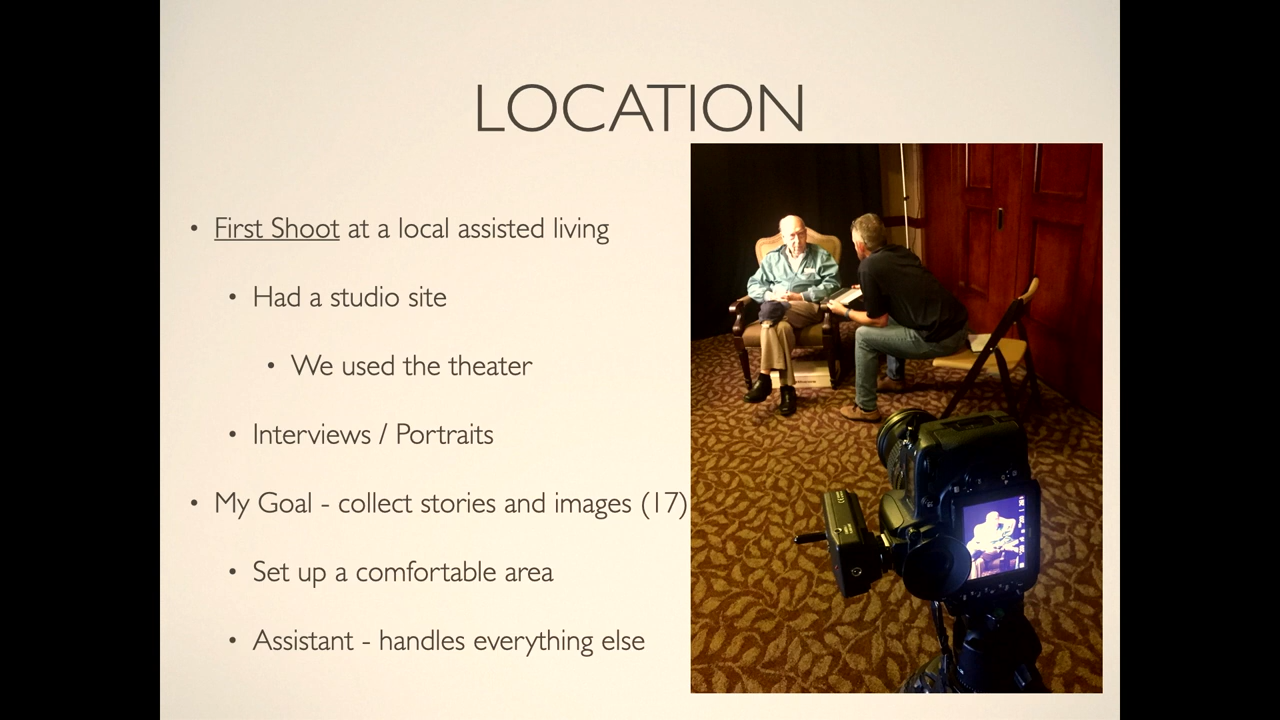 LOCATION
• First Shoot at a local assisted living
• Had a studio site
• We used the theater
• Interviews / Portraits
• My Goal - collect stories and images (17)
• Set up a comfortable area
• Assistant - handles everything else